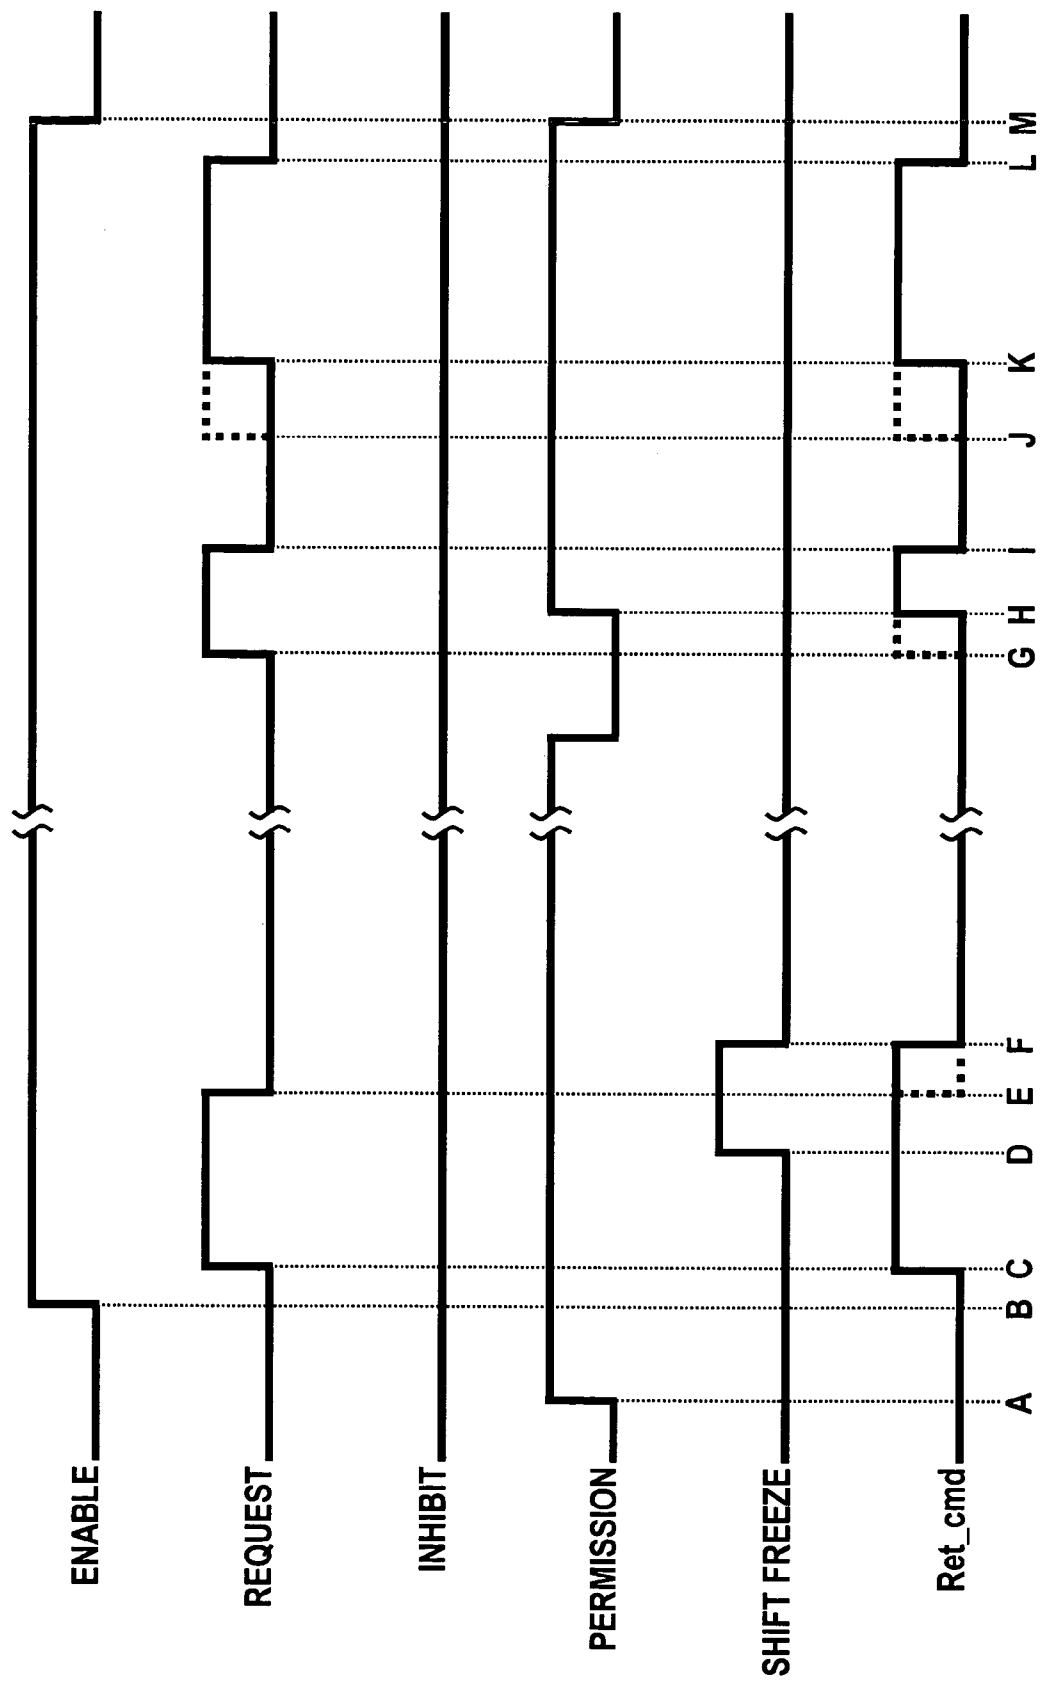 ENABLE
REQUEST
INHIBIT
PERMISSION
SHIFT FREEZE
Ret_cmd
A B C D E F G H I J K L M